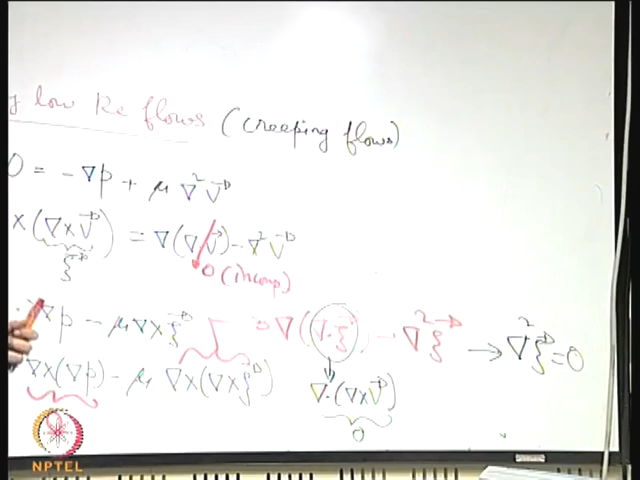 low Re flows (Creeping flows)
0 = -∇p + μ ∇²V⃗
×(∇×V⃗) = ∇(∇·V⃗) - ∇²V⃗
ξ⃗
0 (incomp)
∇p - μ∇×ξ⃗
∇(∇·ξ⃗) - ∇²ξ⃗ → ∇²ξ⃗ = 0
∇×(∇p) - μ ∇×(∇×ξ⃗)
∇·(∇×V⃗)
0
NPTEL